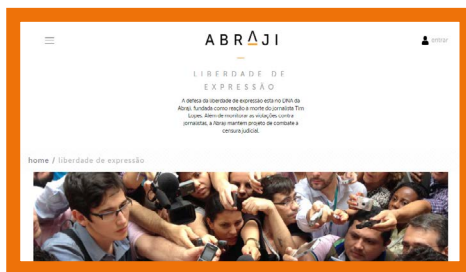 ABRAJI
entrar
LIBERDADE DE
EXPRESSÃO
A defesa da liberdade de expressão está no DNA da
Abraji, fundada como reação à morte do jornalista Tim
Lopes. Além de monitorar as violações contra
jornalistas, a Abraji mantém projeto de combate a
censura judicial.
home / liberdade de expressão